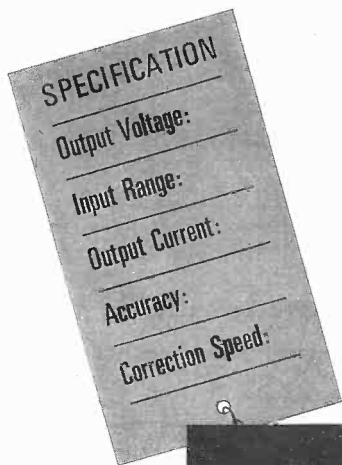 SPECIFICATION
Output Voltage:
Input Range:
Output Current:
Accuracy:
Correction Speed: